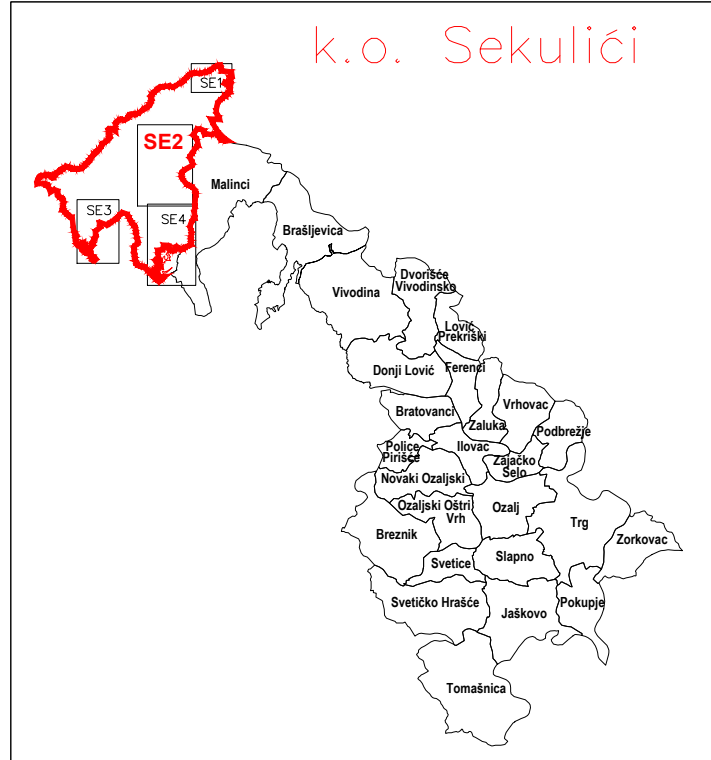 k.o. Sekulići
SE1
SE2
Malinci
SE3
SE4
Brašljevica
Dvorišće
Vivodinsko
Vivodina
Lović
Prekriški
Donji Lović
Ferenci
Vrhovac
Bratovanci
Zaluka
Podbrežje
Ilovac
Police
Pirišće
Zajačko
Selo
Novaki Ozaljski
Ozaljski Oštri
Vrh
Ozalj
Trg
Breznik
Zorkovac
Slapno
Svetice
Svetičko Hrašće
Pokupje
Jaškovo
Tomašnica